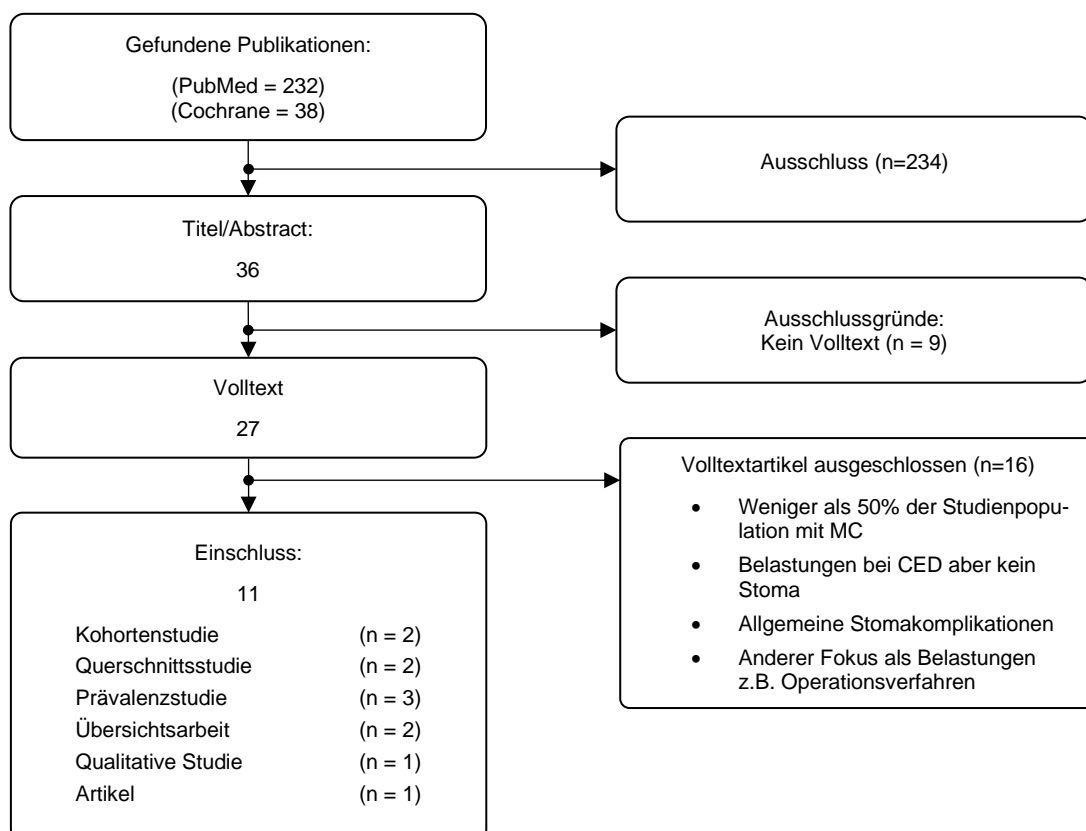 Gefundene Publikationen:
(PubMed = 232)
(Cochrane = 38)
Ausschluss (n=234)
Titel/Abstract:
36
Ausschlussgründe:
Kein Volltext (n = 9)
Volltext
27
Volltextartikel ausgeschlossen (n=16)
• Weniger als 50% der Studienpopu-
lation mit MC
• Belastungen bei CED aber kein
Stoma
• Allgemeine Stomakomplikationen
• Anderer Fokus als Belastungen
z.B. Operationsverfahren
Einschluss:
11
Kohortenstudie (n = 2)
Querschnittsstudie (n = 2)
Prävalenzstudie (n = 3)
Übersichtsarbeit (n = 2)
Qualitative Studie (n = 1)
Artikel (n = 1)